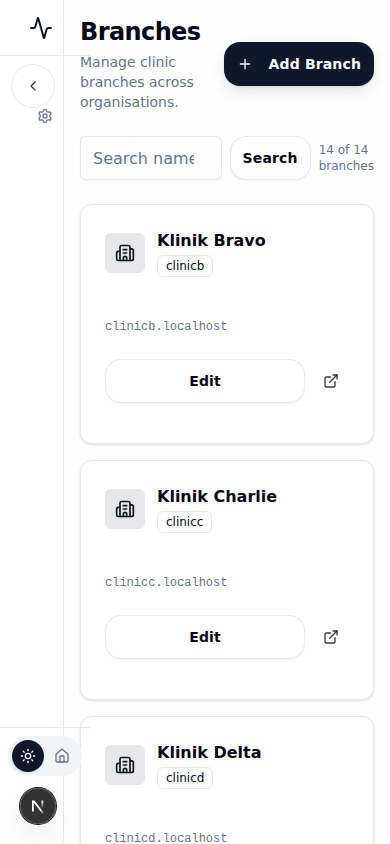 Branches
Manage clinic
branches across
organisations.
Add Branch
Search name
Search
14 of 14
branches
Klinik Bravo
clinicb
clinicb.localhost
Edit
Klinik Charlie
clinicc
clinicc.localhost
Edit
Klinik Delta
clinicd
clinicd.localhost
N